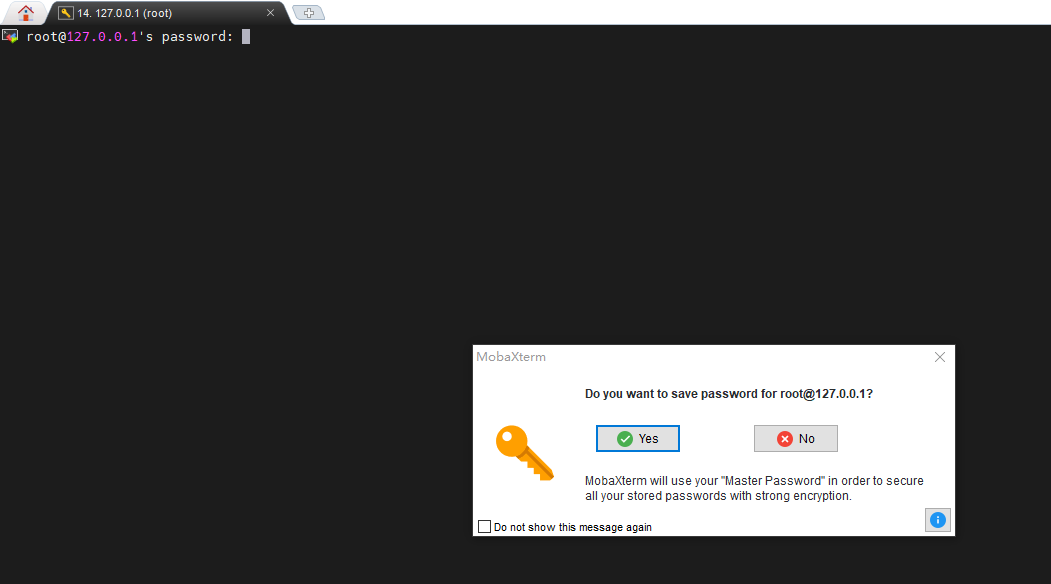 14. 127.0.0.1 (root)
root@127.0.0.1's password:
MobaXterm
Do you want to save password for root@127.0.0.1?
Yes
No
MobaXterm will use your "Master Password" in order to secure
all your stored passwords with strong encryption.
Do not show this message again